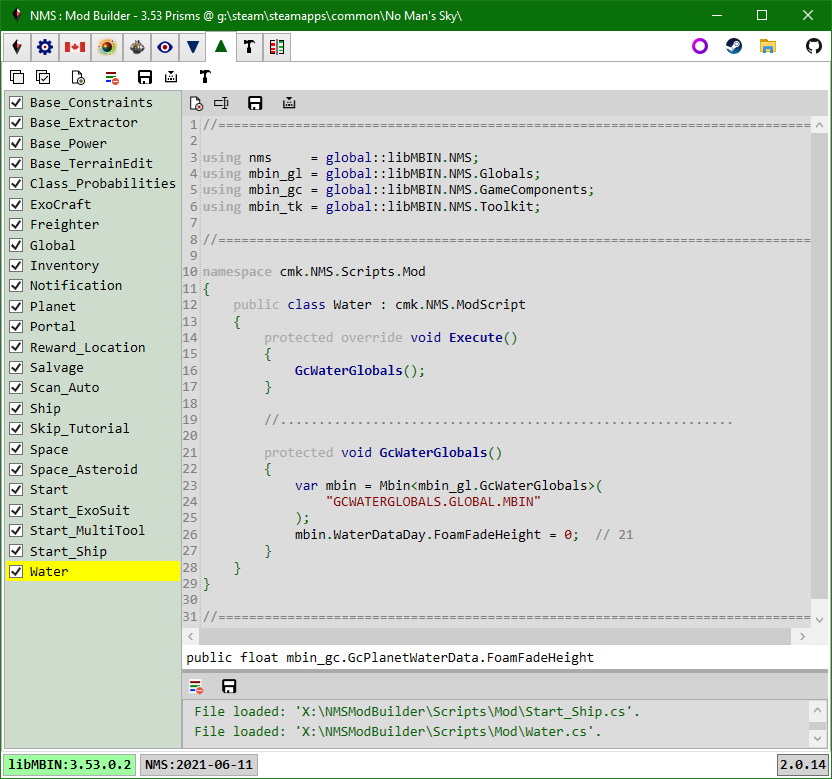 NMS : Mod Builder - 3.53 Prisms @ g:\steam\steamapps\common\No Man's Sky\
Base_Constraints
Base_Extractor
Base_Power
Base_TerrainEdit
Class_Probabilities
ExoCraft
Freighter
Global
Inventory
Notification
Planet
Portal
Reward_Location
Salvage
Scan_Auto
Ship
Skip_Tutorial
Space
Space_Asteroid
Start
Start_ExoSuit
Start_MultiTool
Start_Ship
Water
1 //=============================================================================
2
3 using nms     = global::libMBIN.NMS;
4 using mbin_gl = global::libMBIN.NMS.Globals;
5 using mbin_gc = global::libMBIN.NMS.GameComponents;
6 using mbin_tk = global::libMBIN.NMS.Toolkit;
7
8 //=============================================================================
9
10 namespace cmk.NMS.Scripts.Mod
11 {
12     public class Water : cmk.NMS.ModScript
13     {
14         protected override void Execute()
15         {
16             GcWaterGlobals();
17         }
18
19         //...........................................................
20
21         protected void GcWaterGlobals()
22         {
23             var mbin = Mbin<mbin_gl.GcWaterGlobals>(
24                 "GCWATERGLOBALS.GLOBAL.MBIN"
25             );
26             mbin.WaterDataDay.FoamFadeHeight = 0;  // 21
27         }
28     }
29 }
30
31 //=============================================================================
public float mbin_gc.GcPlanetWaterData.FoamFadeHeight
File loaded: 'X:\NMSModBuilder\Scripts\Mod\Start_Ship.cs'.
File loaded: 'X:\NMSModBuilder\Scripts\Mod\Water.cs'.
libMBIN:3.53.0.2 NMS:2021-06-11 2.0.14